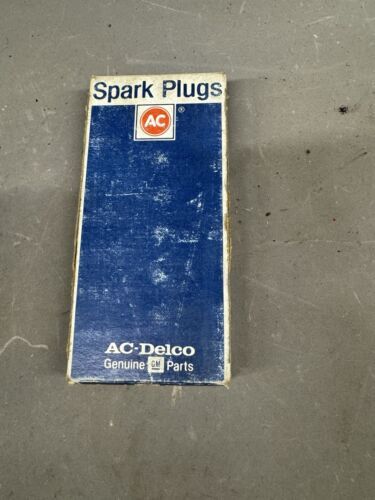 Spark Plugs
AC ®
AC-Delco
Genuine GM Parts